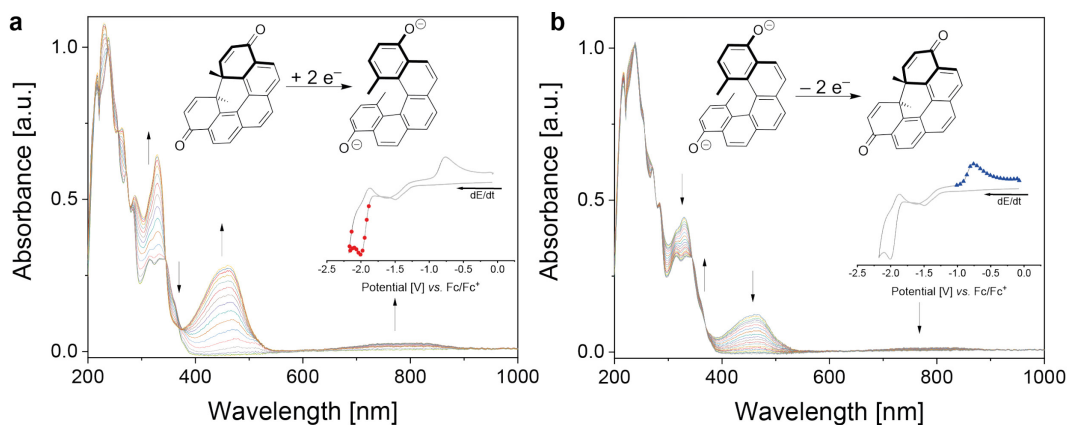 a
Absorbance [a.u.]
1.0
0.5
0.0
200
400
600
800
1000
Wavelength [nm]
O
O
+ 2 e⁻
O⊖
O⊖
dE/dt
-2.5
-2.0
-1.5
-1.0
-0.5
0.0
Potential [V] vs. Fc/Fc⁺
b
Absorbance [a.u.]
1.0
0.5
0.0
200
400
600
800
1000
Wavelength [nm]
O⊖
O⊖
− 2 e⁻
O
O
dE/dt
-2.5
-2.0
-1.5
-1.0
-0.5
0.0
Potential [V] vs. Fc/Fc⁺